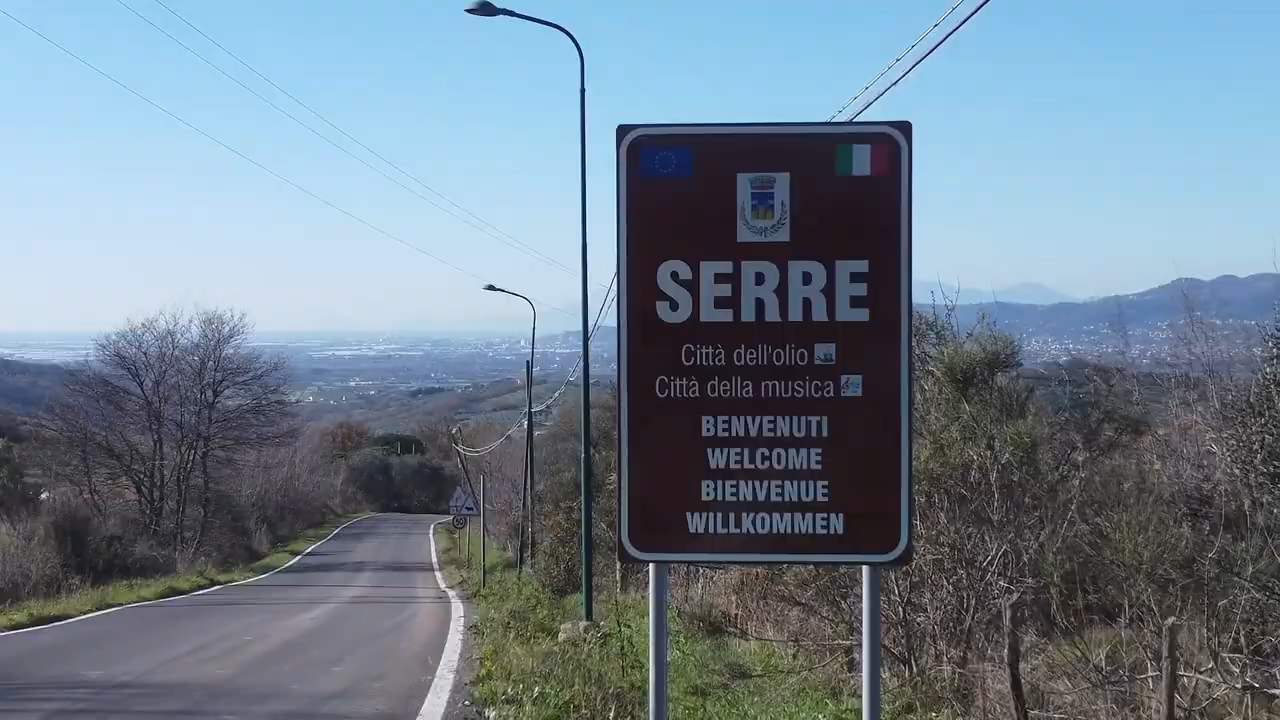 SERRE
Città dell'olio
Città della musica
BENVENUTI
WELCOME
BIENVENUE
WILLKOMMEN